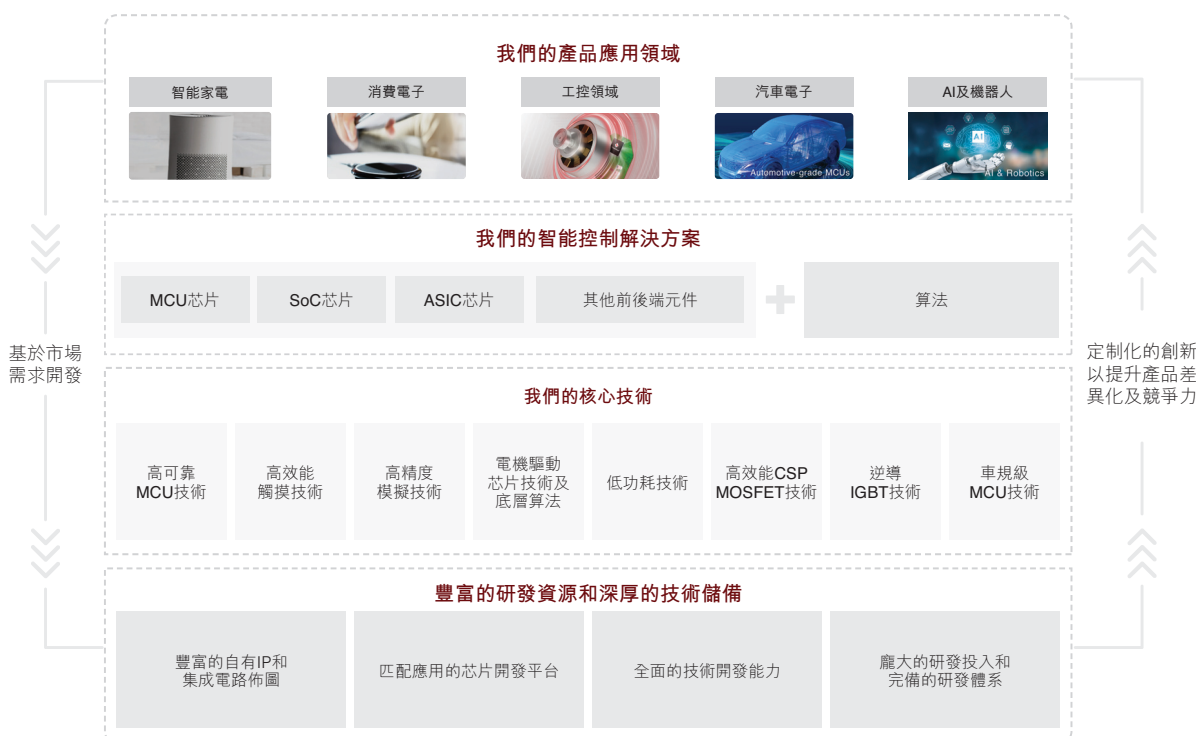 我們的產品應用領域
智能家電
消費電子
工控領域
汽車電子
AI及機器人
Automotive-grade MCUs
AI
AI & Robotics
我們的智能控制解決方案
MCU芯片
SoC芯片
ASIC芯片
其他前後端元件
算法
基於市場
需求開發
定制化的創新
以提升產品差
異化及競爭力
我們的核心技術
高可靠
MCU技術
高效能
觸摸技術
高精度
模擬技術
電機驅動
芯片技術及
底層算法
低功耗技術
高效能CSP
MOSFET技術
逆導
IGBT技術
車規級
MCU技術
豐富的研發資源和深厚的技術儲備
豐富的自有IP和
集成電路佈圖
匹配應用的芯片開發平台
全面的技術開發能力
龐大的研發投入和
完備的研發體系